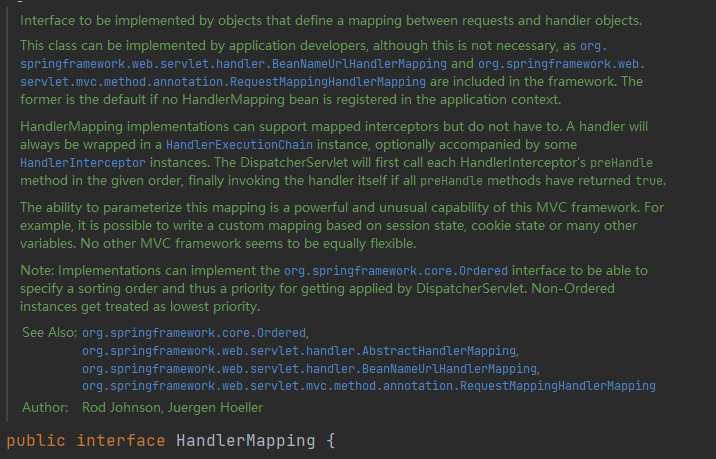 Interface to be implemented by objects that define a mapping between requests and handler objects.
This class can be implemented by application developers, although this is not necessary, as org.
springframework.web.servlet.handler.BeanNameUrlHandlerMapping and org.springframework.web.
servlet.mvc.method.annotation.RequestMappingHandlerMapping are included in the framework. The
former is the default if no HandlerMapping bean is registered in the application context.
HandlerMapping implementations can support mapped interceptors but do not have to. A handler will
always be wrapped in a HandlerExecutionChain instance, optionally accompanied by some
HandlerInterceptor instances. The DispatcherServlet will first call each HandlerInterceptor's preHandle
method in the given order, finally invoking the handler itself if all preHandle methods have returned true.
The ability to parameterize this mapping is a powerful and unusual capability of this MVC framework. For
example, it is possible to write a custom mapping based on session state, cookie state or many other
variables. No other MVC framework seems to be equally flexible.
Note: Implementations can implement the org.springframework.core.Ordered interface to be able to
specify a sorting order and thus a priority for getting applied by DispatcherServlet. Non-Ordered
instances get treated as lowest priority.
See Also: org.springframework.core.Ordered,
org.springframework.web.servlet.handler.AbstractHandlerMapping,
org.springframework.web.servlet.handler.BeanNameUrlHandlerMapping,
org.springframework.web.servlet.mvc.method.annotation.RequestMappingHandlerMapping
Author: Rod Johnson, Juergen Hoeller
public interface HandlerMapping {